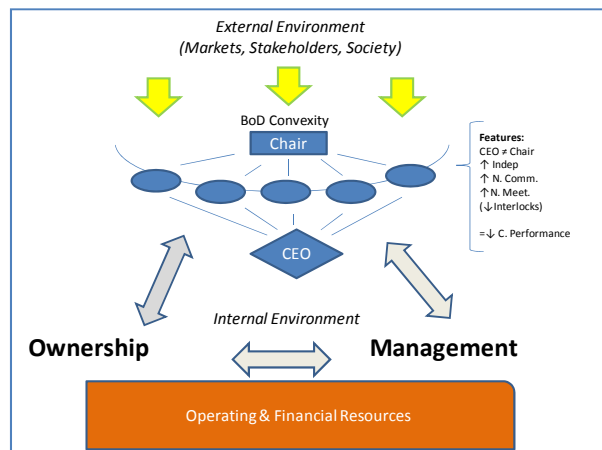 External Environment
(Markets, Stakeholders, Society)
BoD Convexity
Chair
Features:
CEO ≠ Chair
↑ Indep
↑ N. Comm.
↑ N. Meet.
(↓Interlocks)
=↓ C. Performance
CEO
Internal Environment
Ownership
Management
Operating & Financial Resources